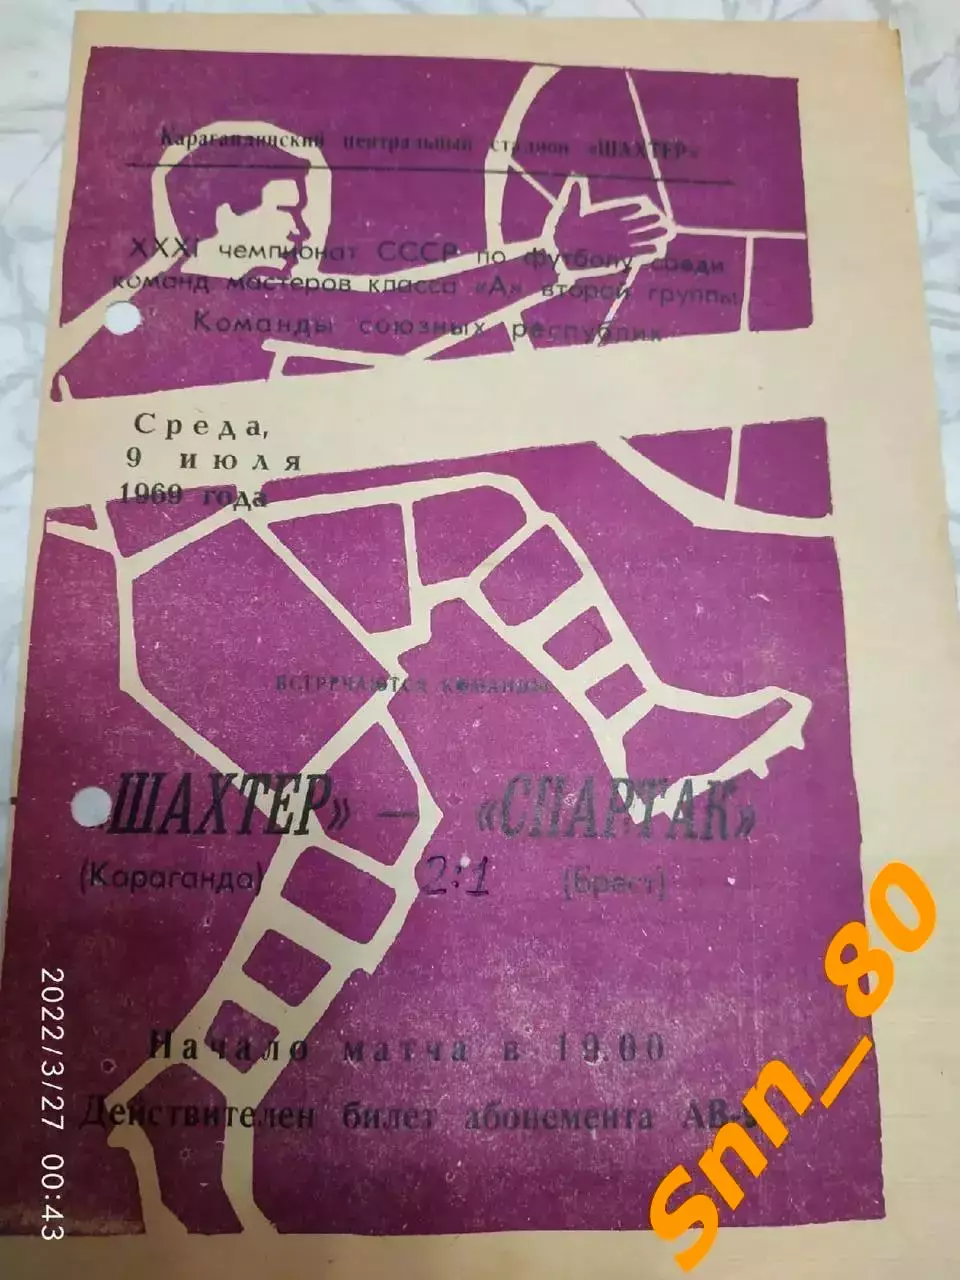 Карагандинский центральный стадион «ШАХТЕР»
XXXI чемпионат СССР по футболу среди
команд мастеров класса «А» второй группы
Команды союзных республик
Среда,
9 июля
1969 года
ВСТРЕЧАЮТСЯ КОМАНДЫ:
«ШАХТЕР» — «СПАРТАК»
(Караганда) 2:1 (Брест)
Начало матча в 19.00
Действителен билет абонемента
2022/3/27 00:43
Snn_80